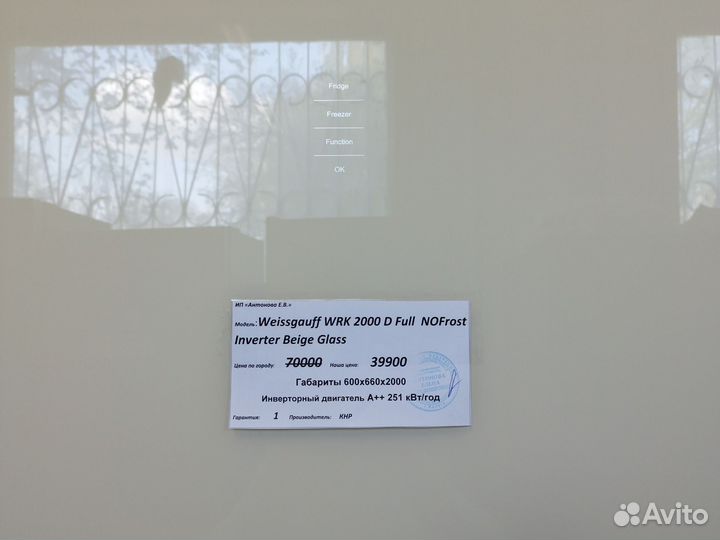 Fridge
Freezer
Function
OK
ИП «Антонова Е.В.»
Модель: Weissgauff WRK 2000 D Full NOFrost
Inverter Beige Glass
Цена по городу: 70000 Наша цена: 39900
Габариты 600х660х2000
Инверторный двигатель А++ 251 кВт/год
Гарантия: 1 Производитель: КНР
Avito